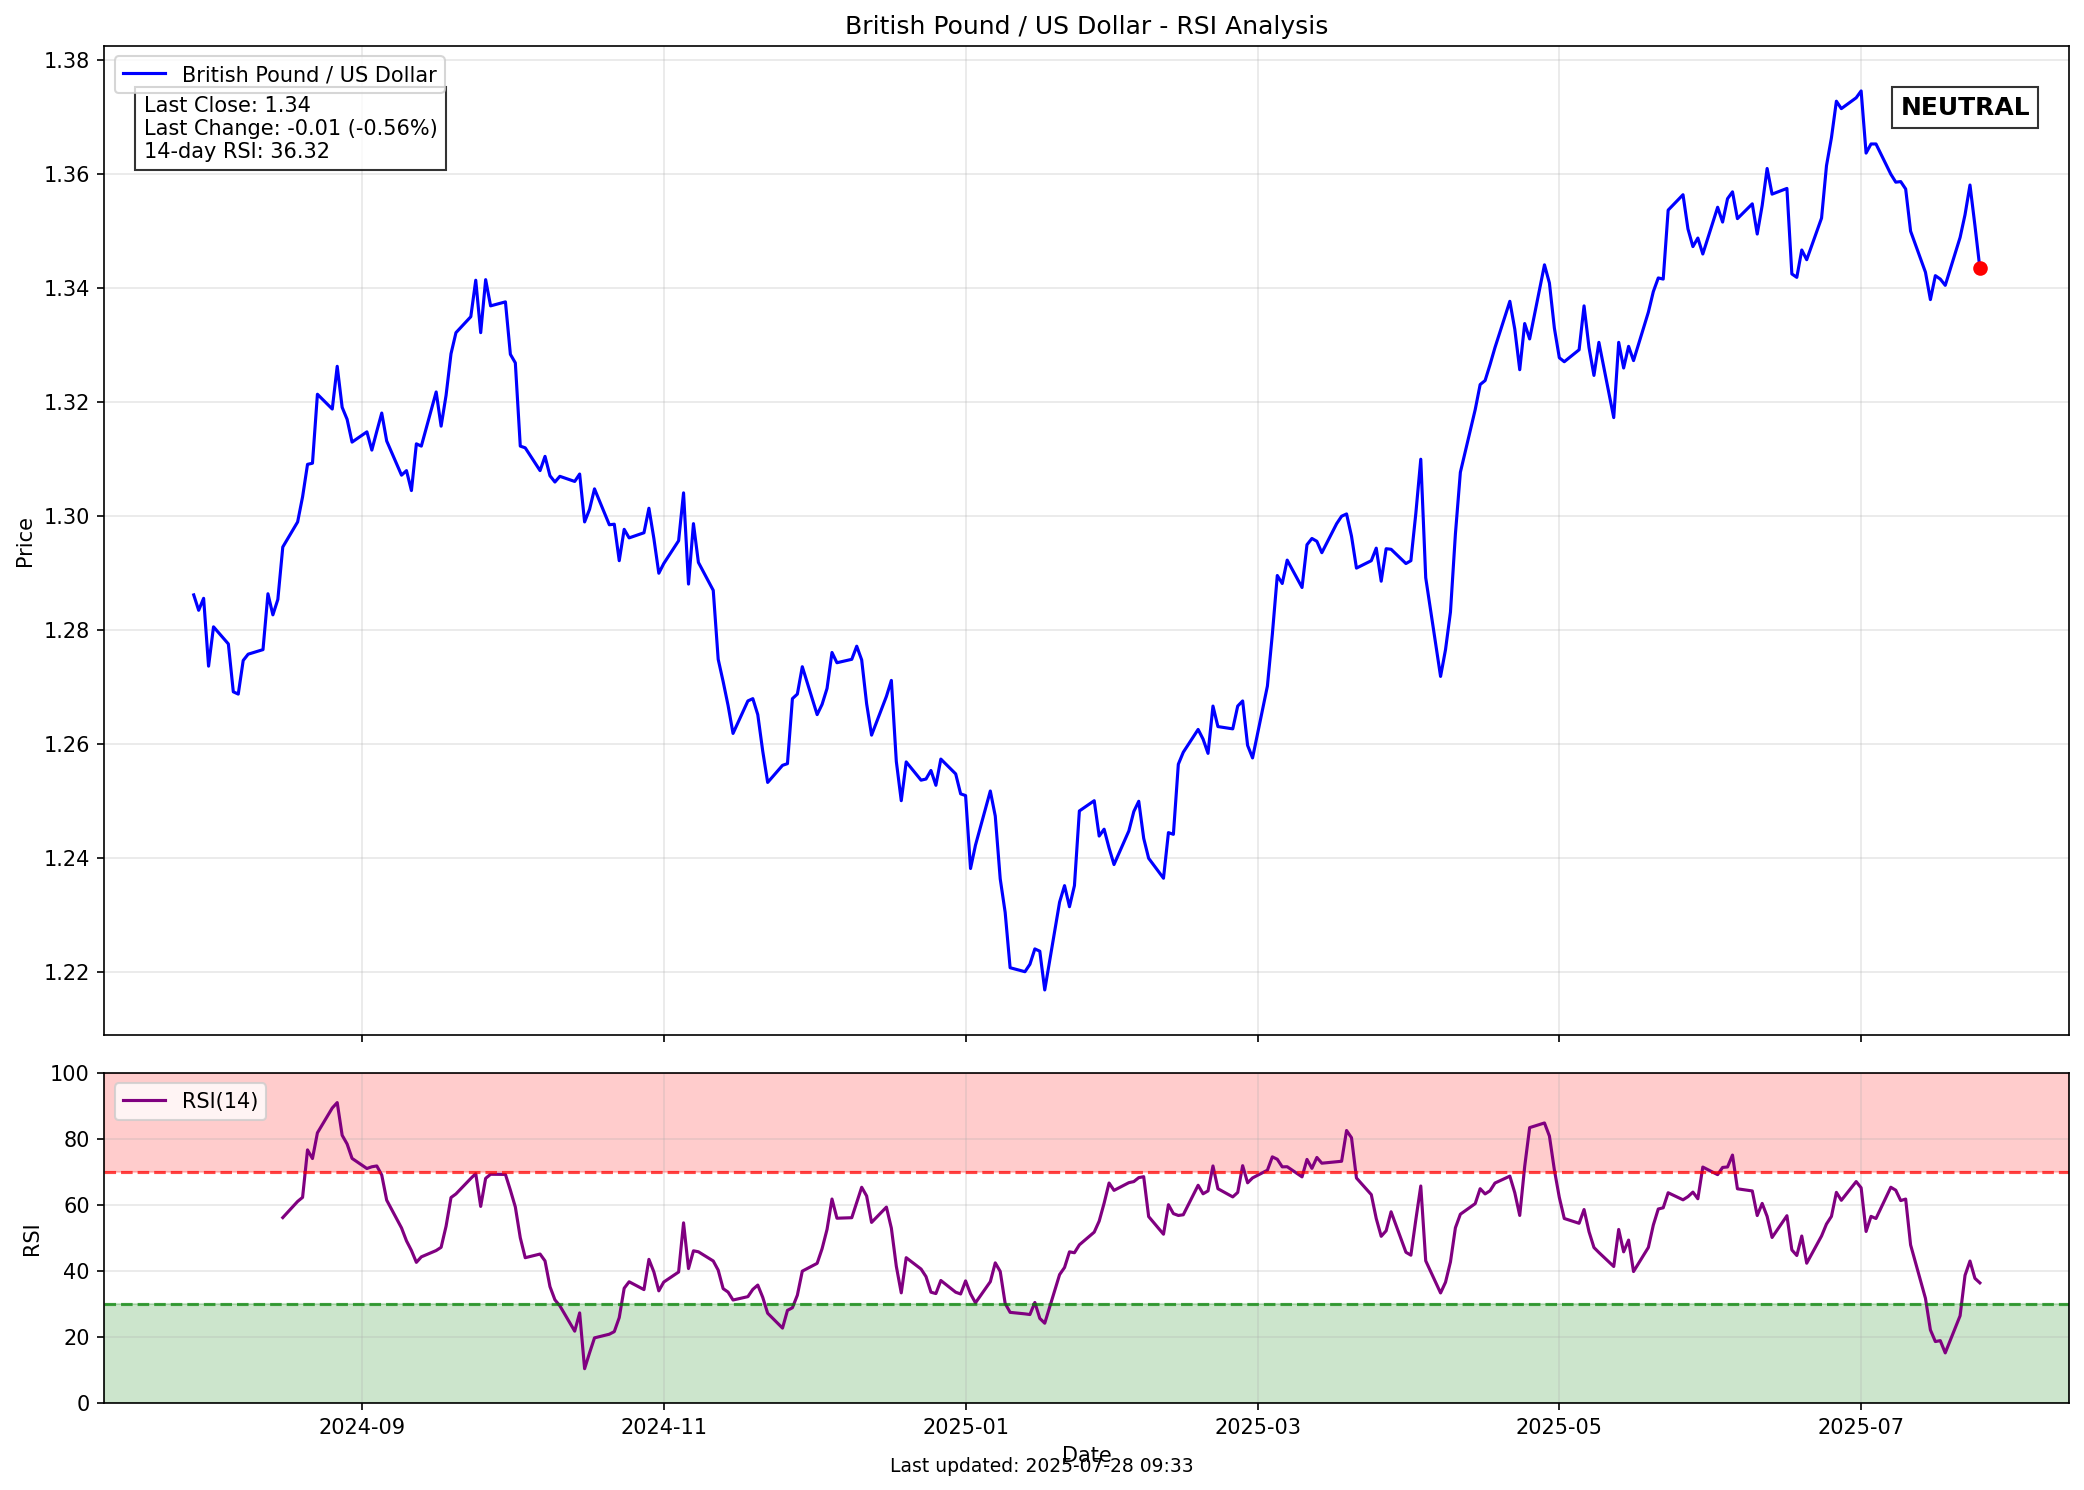 British Pound / US Dollar - RSI Analysis
British Pound / US Dollar
Last Close: 1.34
Last Change: -0.01 (-0.56%)
14-day RSI: 36.32
NEUTRAL
Price
1.38
1.36
1.34
1.32
1.30
1.28
1.26
1.24
1.22
RSI(14)
RSI
100
80
60
40
20
0
2024-09
2024-11
2025-01
2025-03
2025-05
2025-07
Date
Last updated: 2025-07-28 09:33